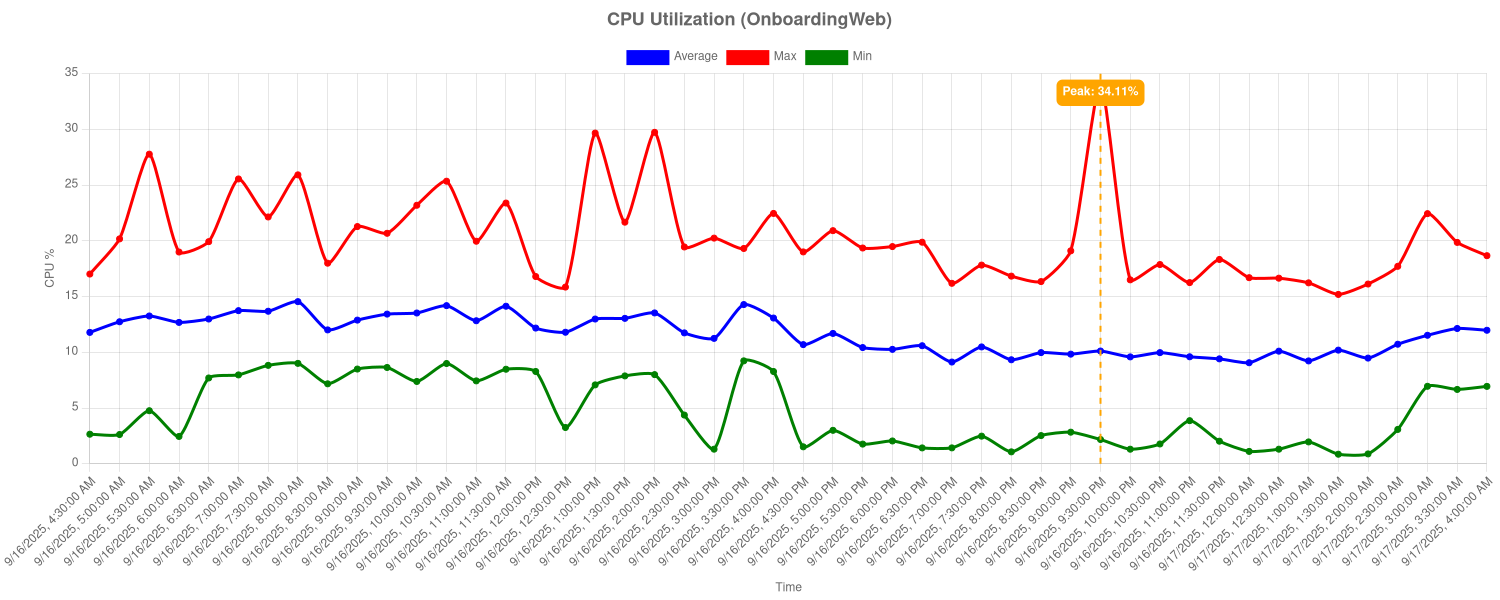 CPU Utilization (OnboardingWeb)
Average Max Min
Peak: 34.11%
35
30
25
20
15
10
5
0
CPU %
9/16/2025, 4:30:00 AM
9/16/2025, 5:00:00 AM
9/16/2025, 5:30:00 AM
9/16/2025, 6:00:00 AM
9/16/2025, 6:30:00 AM
9/16/2025, 7:00:00 AM
9/16/2025, 7:30:00 AM
9/16/2025, 8:00:00 AM
9/16/2025, 8:30:00 AM
9/16/2025, 9:00:00 AM
9/16/2025, 9:30:00 AM
9/16/2025, 10:00:00 AM
9/16/2025, 10:30:00 AM
9/16/2025, 11:00:00 AM
9/16/2025, 11:30:00 AM
9/16/2025, 12:00:00 PM
9/16/2025, 12:30:00 PM
9/16/2025, 1:00:00 PM
9/16/2025, 1:30:00 PM
9/16/2025, 2:00:00 PM
9/16/2025, 2:30:00 PM
9/16/2025, 3:00:00 PM
9/16/2025, 3:30:00 PM
9/16/2025, 4:00:00 PM
9/16/2025, 4:30:00 PM
9/16/2025, 5:00:00 PM
9/16/2025, 5:30:00 PM
9/16/2025, 6:00:00 PM
9/16/2025, 6:30:00 PM
9/16/2025, 7:00:00 PM
9/16/2025, 7:30:00 PM
9/16/2025, 8:00:00 PM
9/16/2025, 8:30:00 PM
9/16/2025, 9:00:00 PM
9/16/2025, 9:30:00 PM
9/16/2025, 10:00:00 PM
9/16/2025, 10:30:00 PM
9/16/2025, 11:00:00 PM
9/16/2025, 11:30:00 PM
9/17/2025, 12:00:00 AM
9/17/2025, 12:30:00 AM
9/17/2025, 1:00:00 AM
9/17/2025, 1:30:00 AM
9/17/2025, 2:00:00 AM
9/17/2025, 2:30:00 AM
9/17/2025, 3:00:00 AM
9/17/2025, 3:30:00 AM
9/17/2025, 4:00:00 AM
Time